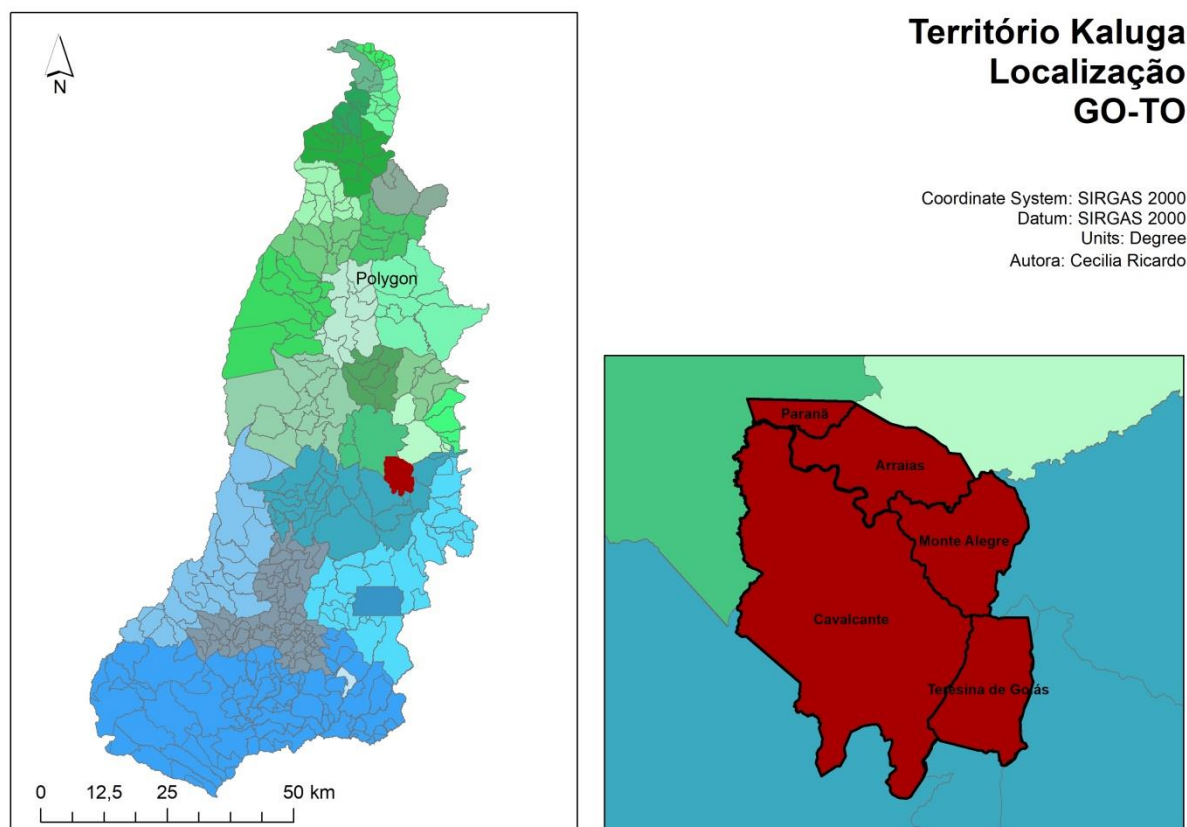 Território Kaluga
Localização
GO-TO
Coordinate System: SIRGAS 2000
Datum: SIRGAS 2000
Units: Degree
Autora: Cecilia Ricardo
N
Polygon
0 12,5 25 50 km
Paranã
Arraias
Monte Alegre
Cavalcante
Teresina de Goiás